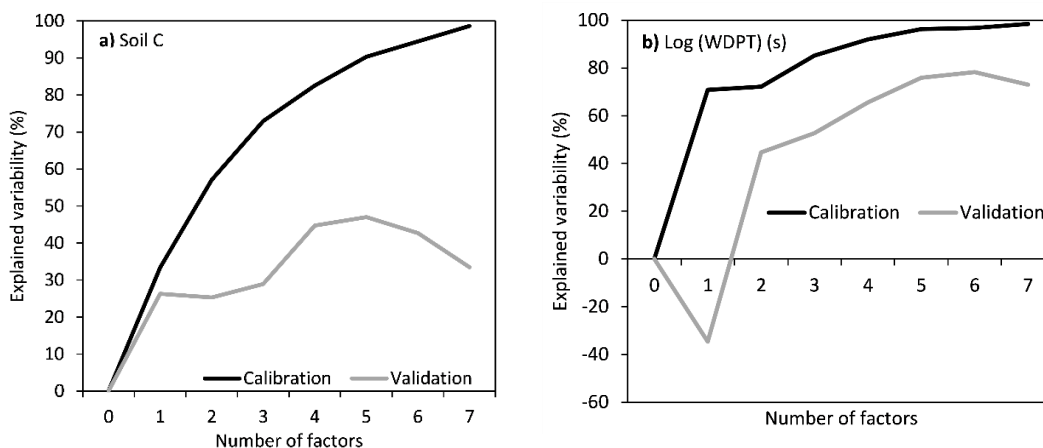 a) Soil C
Explained variability (%)
100
90
80
70
60
50
40
30
20
10
0
Calibration Validation
0 1 2 3 4 5 6 7
Number of factors
b) Log (WDPT) (s)
Explained variability (%)
100
80
60
40
20
0
-20
-40
-60
Calibration Validation
0 1 2 3 4 5 6 7
Number of factors